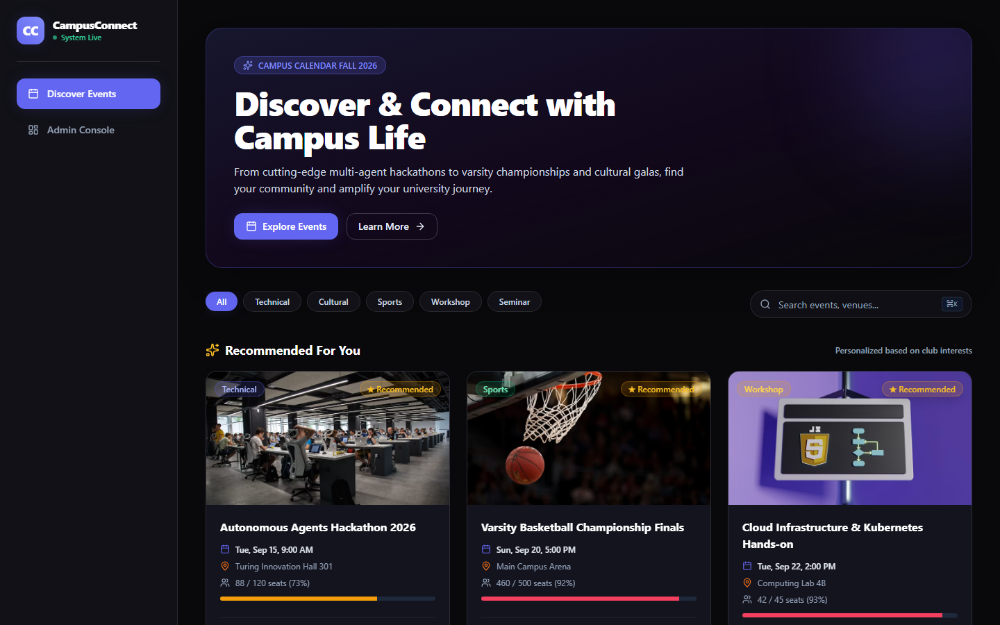 CC
CampusConnect
System Live
Discover Events
Admin Console
CAMPUS CALENDAR FALL 2026
Discover & Connect with
Campus Life
From cutting-edge multi-agent hackathons to varsity championships and cultural galas, find
your community and amplify your university journey.
Explore Events
Learn More →
All
Technical
Cultural
Sports
Workshop
Seminar
Search events, venues...
⌘K
Recommended For You
Personalized based on club interests
Technical
★ Recommended
Autonomous Agents Hackathon 2026
Tue, Sep 15, 9:00 AM
Turing Innovation Hall 301
88 / 120 seats (73%)
Sports
★ Recommended
Varsity Basketball Championship Finals
Sun, Sep 20, 5:00 PM
Main Campus Arena
460 / 500 seats (92%)
Workshop
★ Recommended
JS
5
Cloud Infrastructure & Kubernetes
Hands-on
Tue, Sep 22, 2:00 PM
Computing Lab 4B
42 / 45 seats (93%)